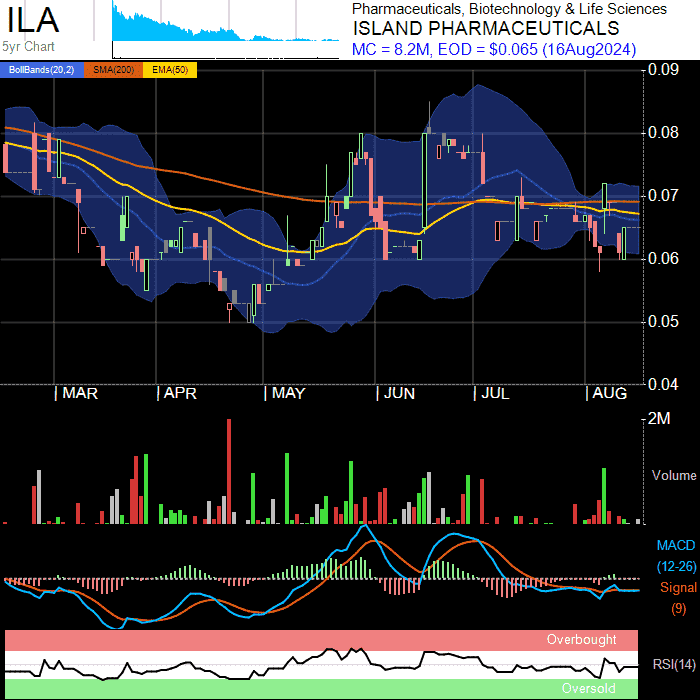 ILA
5yr Chart
Pharmaceuticals, Biotechnology & Life Sciences
ISLAND PHARMACEUTICALS
MC = 8.2M, EOD = $0.065 (16Aug2024)
BollBands(20,2) SMA(200) EMA(50)
0.09
0.08
0.07
0.06
0.05
0.04
| MAR | APR | MAY | JUN | JUL | AUG
2M
Volume
MACD
(12-26)
Signal
(9)
Overbought
RSI(14)
Oversold